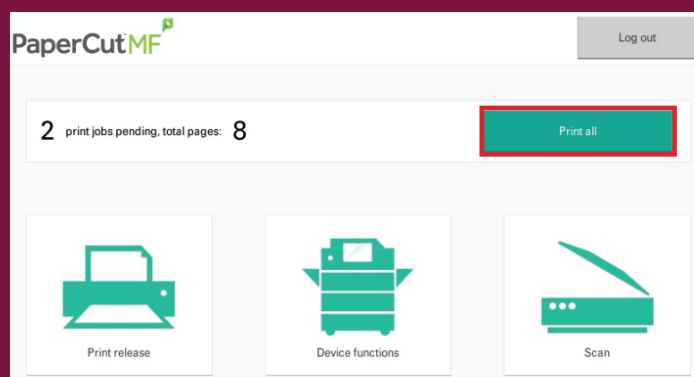 PaperCut MF
Log out
2 print jobs pending, total pages: 8
Print all
Print release
Device functions
Scan